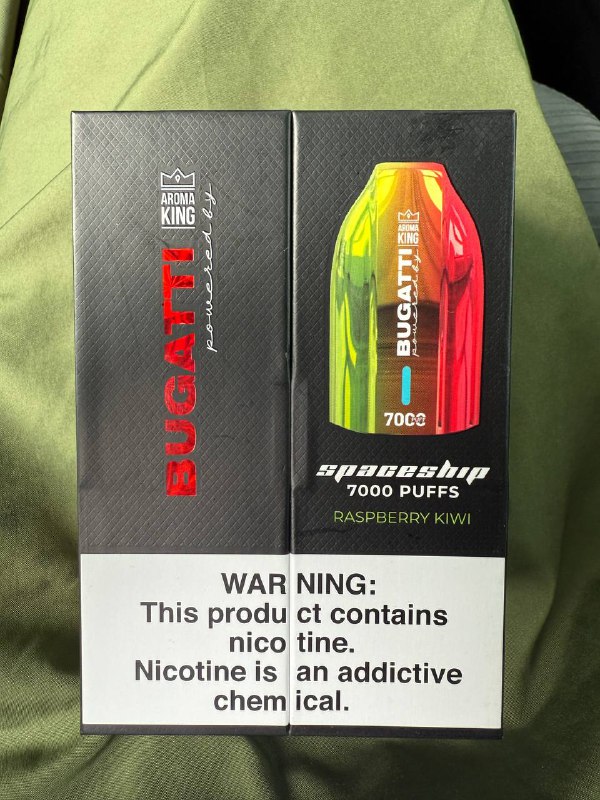 AROMA
KING
BUGATTI
powered by
AROMA
KING
BUGATTI
powered by
7000
spaceship
7000 PUFFS
RASPBERRY KIWI
WARNING:
This product contains
nicotine.
Nicotine is an addictive
chemical.